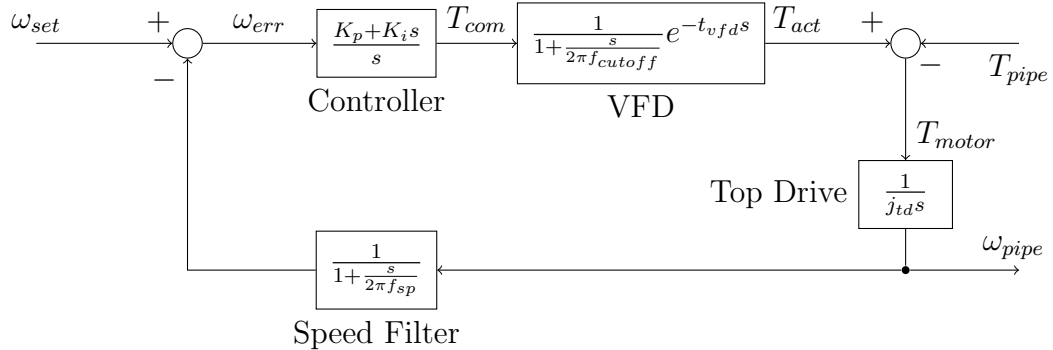 ω_set + ω_err K_p+K_i s / s T_com 1 / 1+ s / 2πf_cutoff e^{-t_vfd s} T_act +
− Controller VFD − T_pipe
T_motor
Top Drive 1 / j_td s
1 / 1+ s / 2πf_sp ω_pipe
Speed Filter